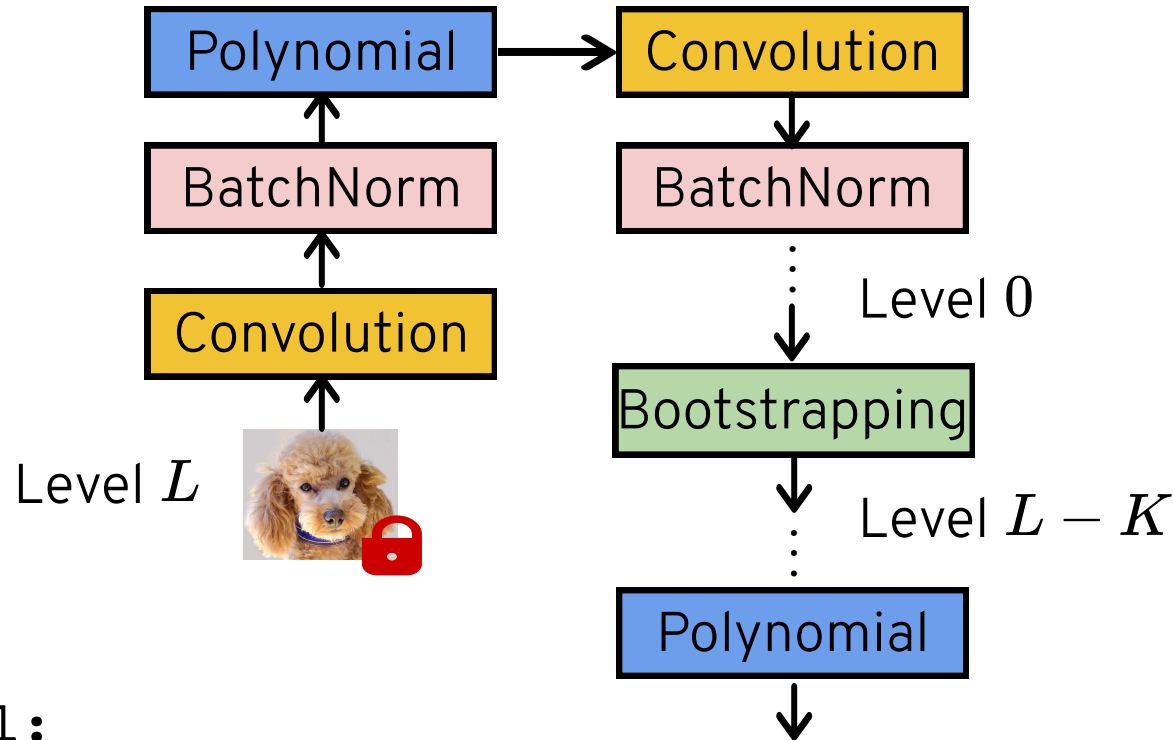 Polynomial
BatchNorm
Convolution
Level L
Convolution
BatchNorm
Level 0
Bootstrapping
Level L − K
Polynomial
: